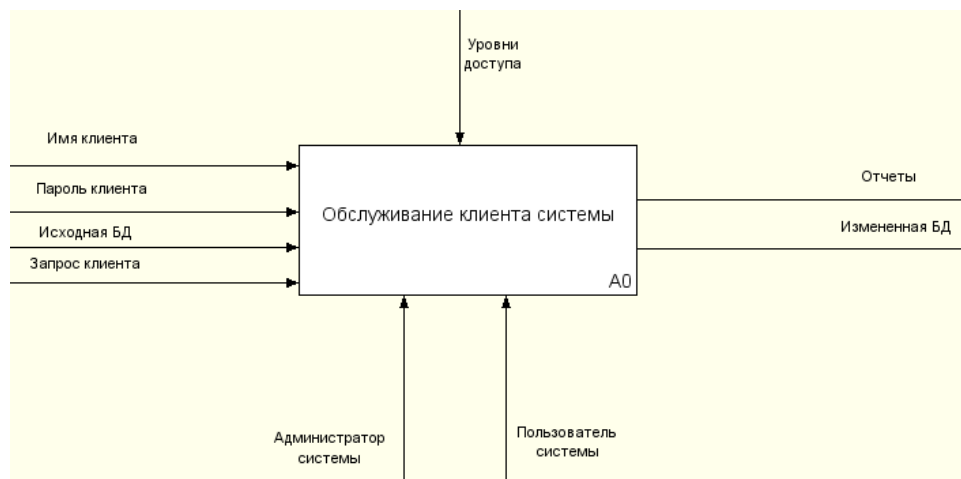 Уровни
доступа
Имя клиента
Пароль клиента
Исходная БД
Запрос клиента
Обслуживание клиента системы
A0
Отчеты
Измененная БД
Администратор
системы
Пользователь
системы